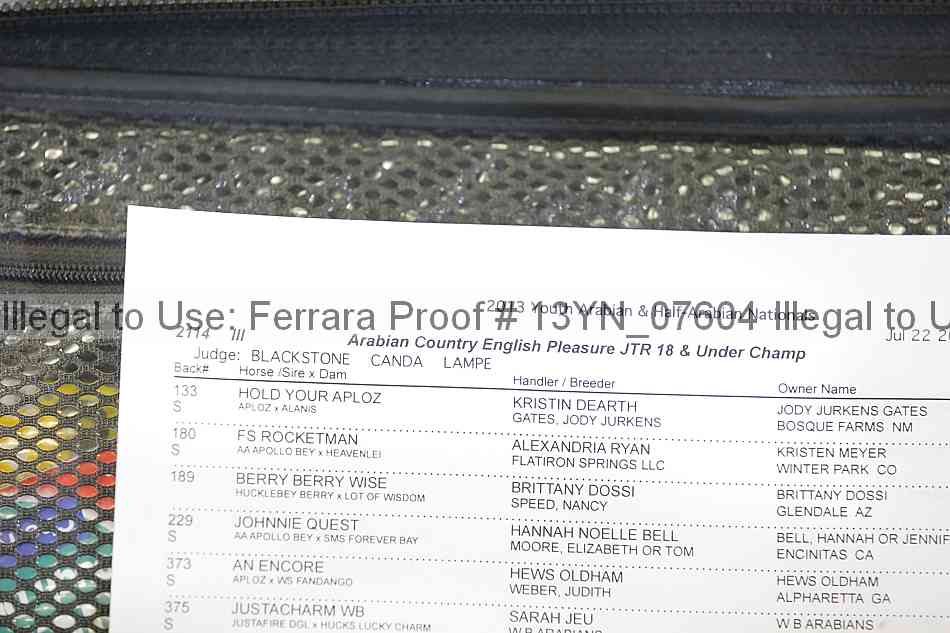 2013 Youth Arabian & Half-Arabian Nationals
Illegal to Use: Ferrara Proof # 13YN_07604 Illegal to U
2114 III Jul 22
Arabian Country English Pleasure JTR 18 & Under Champ
Judge: BLACKSTONE CANDA LAMPE
Back# Horse /Sire x Dam Handler / Breeder Owner Name
133 HOLD YOUR APLOZ KRISTIN DEARTH JODY JURKENS GATES
S APLOZ x ALANIS GATES, JODY JURKENS BOSQUE FARMS NM
180 FS ROCKETMAN ALEXANDRIA RYAN KRISTEN MEYER
S AA APOLLO BEY x HEAVENLEI FLATIRON SPRINGS LLC WINTER PARK CO
189 BERRY BERRY WISE BRITTANY DOSSI BRITTANY DOSSI
HUCKLEBEY BERRY x LOT OF WISDOM SPEED, NANCY GLENDALE AZ
229 JOHNNIE QUEST HANNAH NOELLE BELL BELL, HANNAH OR JENNIF
S AA APOLLO BEY x SMS FOREVER BAY MOORE, ELIZABETH OR TOM ENCINITAS CA
373 AN ENCORE HEWS OLDHAM HEWS OLDHAM
S APLOZ x WS FANDANGO WEBER, JUDITH ALPHARETTA GA
375 JUSTACHARM WB SARAH JEU W B ARABIANS
S JUSTAFIRE DGL x HUCKS LUCKY CHARM W B ARABIANS